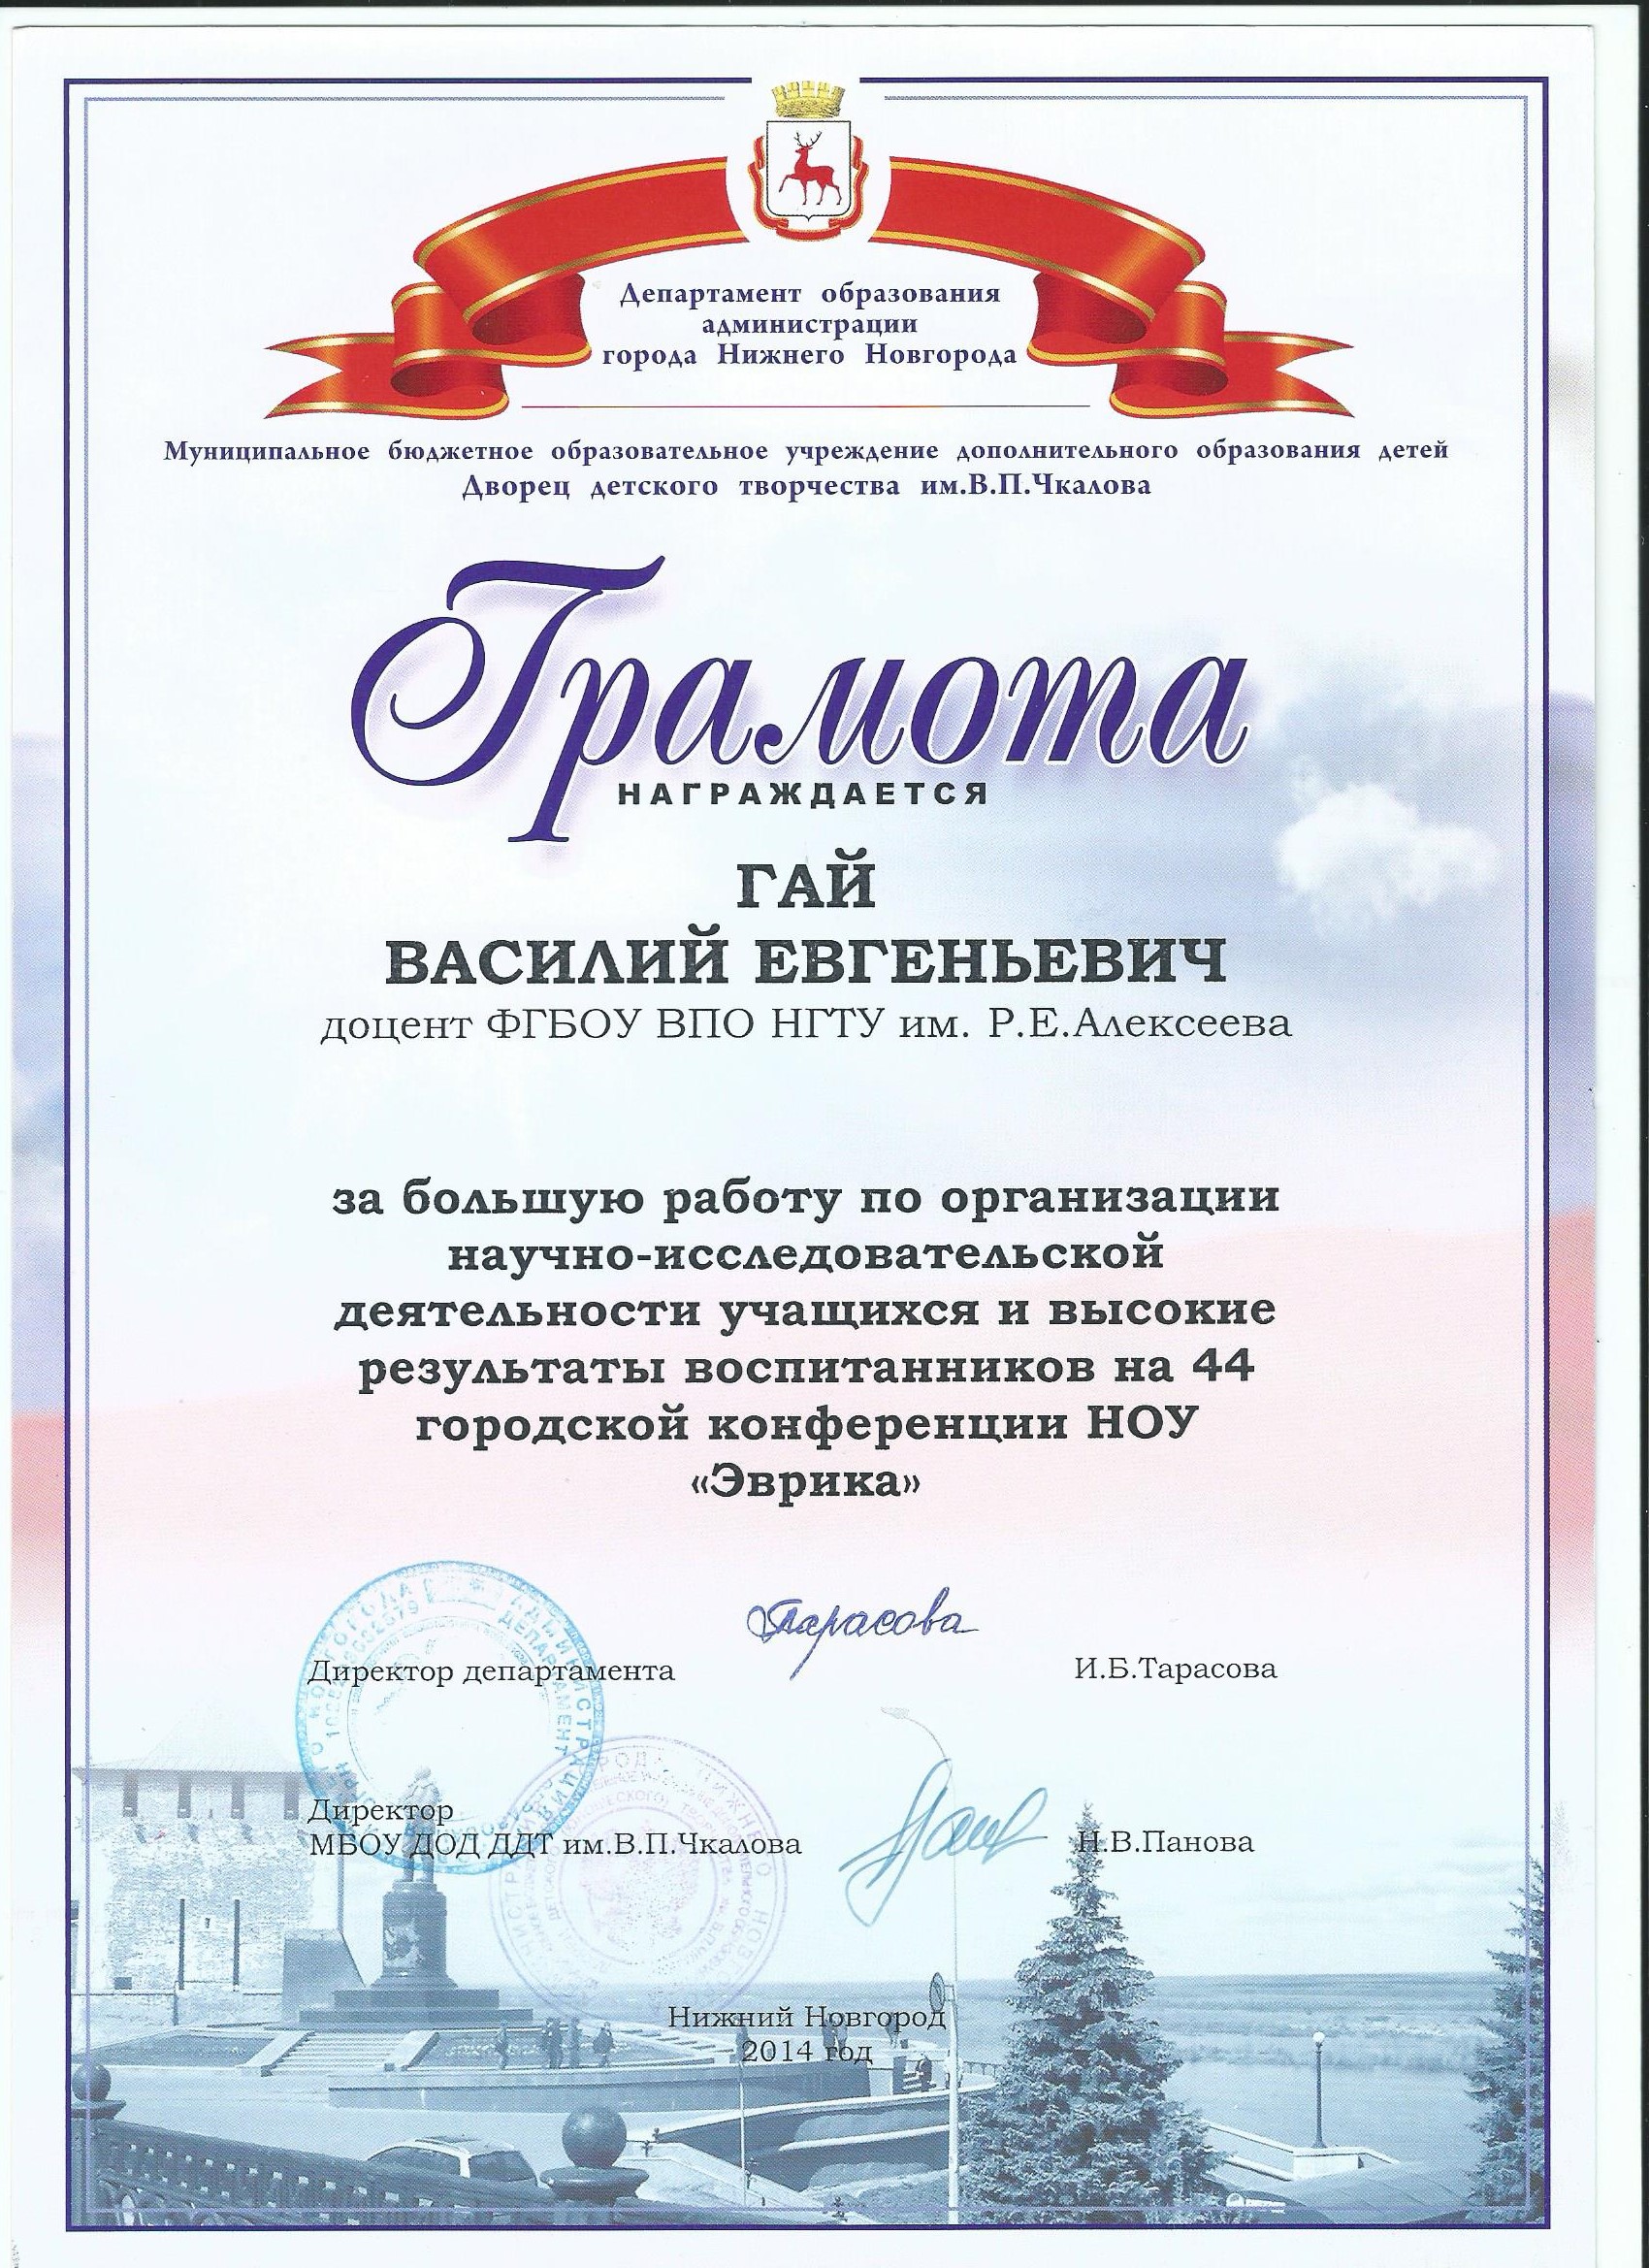 Департамент образования
администрации
города Нижнего Новгорода
Муниципальное бюджетное образовательное учреждение дополнительного образования детей
Дворец детского творчества им.В.П.Чкалова
Грамота
НАГРАЖДАЕТСЯ
ГАЙ
ВАСИЛИЙ ЕВГЕНЬЕВИЧ
доцент ФГБОУ ВПО НГТУ им. Р.Е.Алексеева
за большую работу по организации
научно-исследовательской
деятельности учащихся и высокие
результаты воспитанников на 44
городской конференции НОУ
«Эврика»
Тарасова
Директор департамента И.Б.Тарасова
Директор
МБОУ ДОД ДДТ им.В.П.Чкалова Н.В.Панова
Нижний Новгород
2014 год